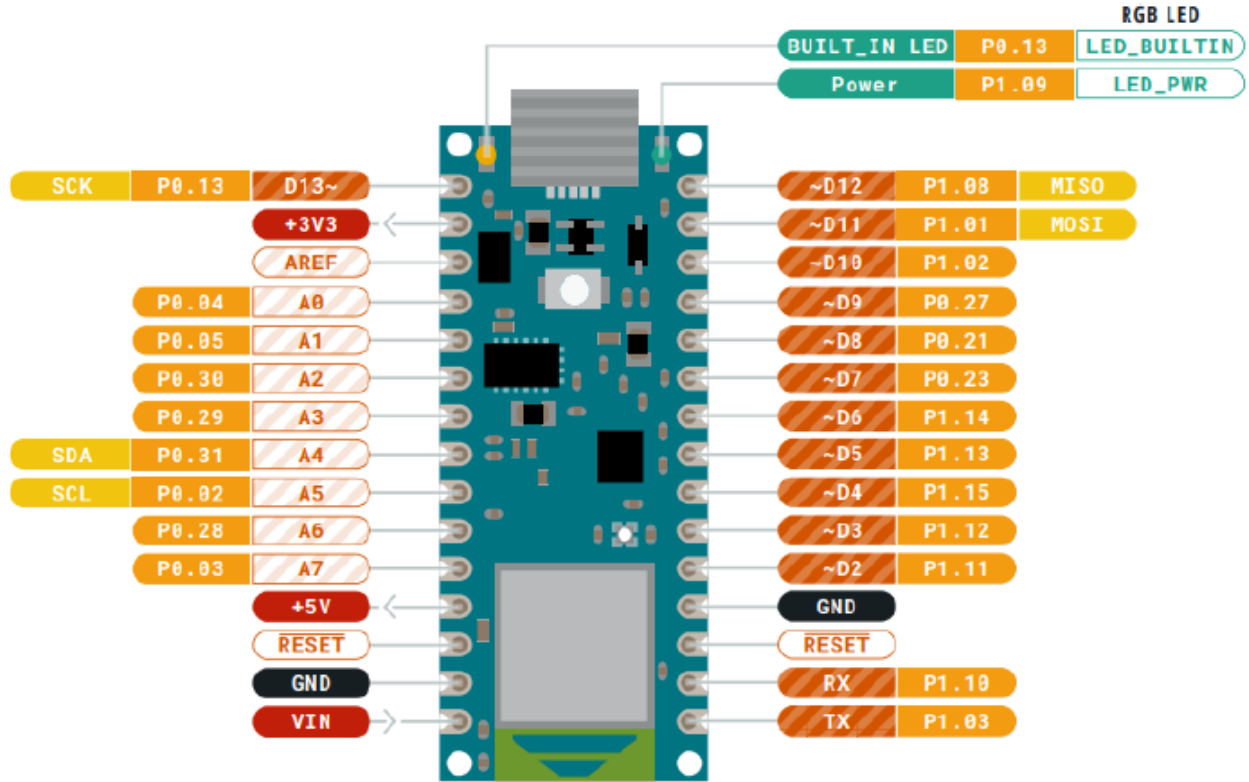 RGB LED
BUILT_IN LED P0.13 LED_BUILTIN
Power P1.09 LED_PWR
SCK P0.13 D13~ ~D12 P1.08 MISO
+3V3 ~D11 P1.01 MOSI
AREF ~D10 P1.02
P0.04 A0 ~D9 P0.27
P0.05 A1 ~D8 P0.21
P0.30 A2 ~D7 P0.23
P0.29 A3 ~D6 P1.14
SDA P0.31 A4 ~D5 P1.13
SCL P0.02 A5 ~D4 P1.15
P0.28 A6 ~D3 P1.12
P0.03 A7 ~D2 P1.11
+5V GND
RESET RESET
GND RX P1.10
VIN TX P1.03